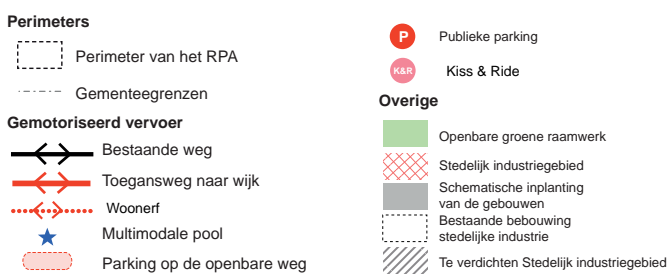 Perimeters
Perimeter van het RPA
Gementeegrenzen
Gemotoriseerd vervoer
Bestaande weg
Toegansweg naar wijk
Woonerf
Multimodale pool
Parking op de openbare weg
P Publieke parking
K&R Kiss & Ride
Overige
Openbare groene raamwerk
Stedelijk industriegebied
Schematische inplanting
van de gebouwen
Bestaande bebouwing
stedelijke industrie
Te verdichten Stedelijk industriegebied